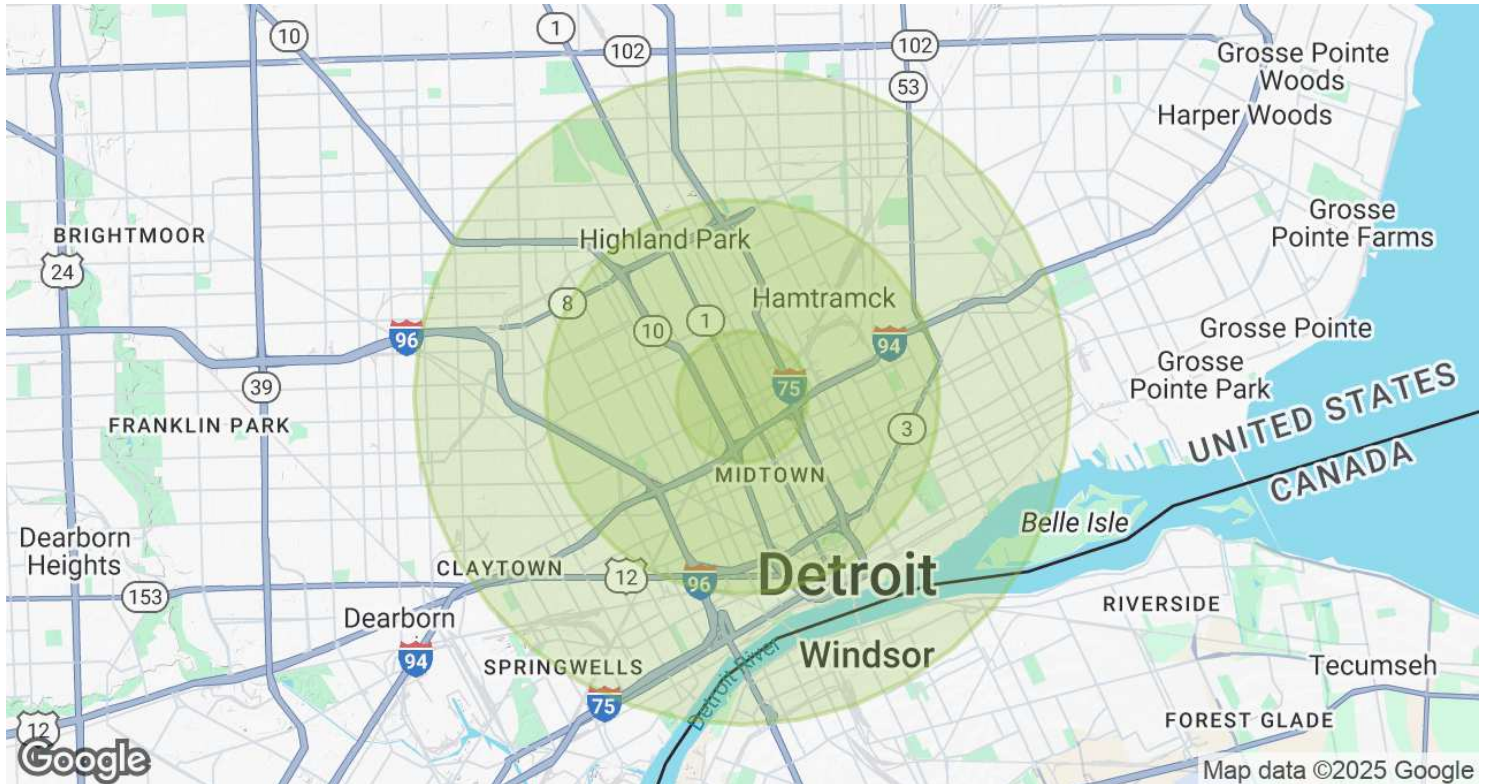 10
1
102
102
53
Grosse Pointe
Woods
Harper Woods
Grosse
Pointe Farms
BRIGHTMOOR
24
Highland Park
8
Hamtramck
10
1
96
94
Grosse Pointe
Grosse
Pointe Park
39
75
FRANKLIN PARK
3
UNITED STATES
CANADA
MIDTOWN
Belle Isle
Dearborn
Heights
CLAYTOWN
12
96
Detroit
153
RIVERSIDE
Dearborn
94
SPRINGWELLS
Windsor
Detroit River
Tecumseh
75
12
FOREST GLADE
Google
Map data ©2025 Google